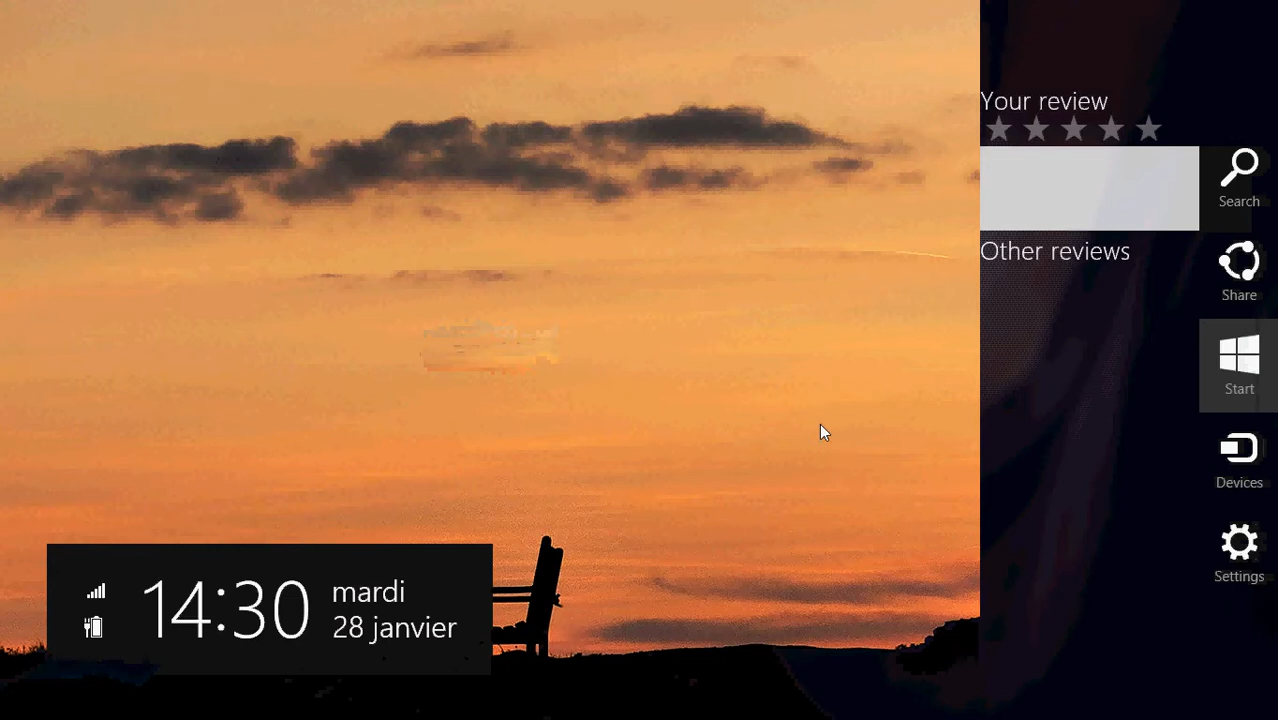 Your review
Search
Other reviews
Share
Start
Devices
Settings
14:30
mardi
28 janvier